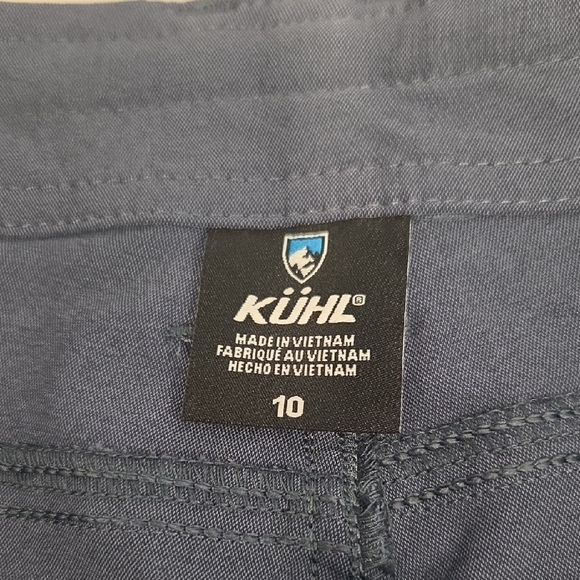 KÜHL®
MADE IN VIETNAM
FABRIQUÉ AU VIETNAM
HECHO EN VIETNAM
10